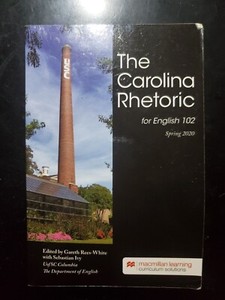 The
Carolina
Rhetoric
for English 102
Spring 2020
Edited by Gareth Rees-White
with Sebastian Ivy
UofSC Columbia
The Department of English
macmillan learning
curriculum solutions